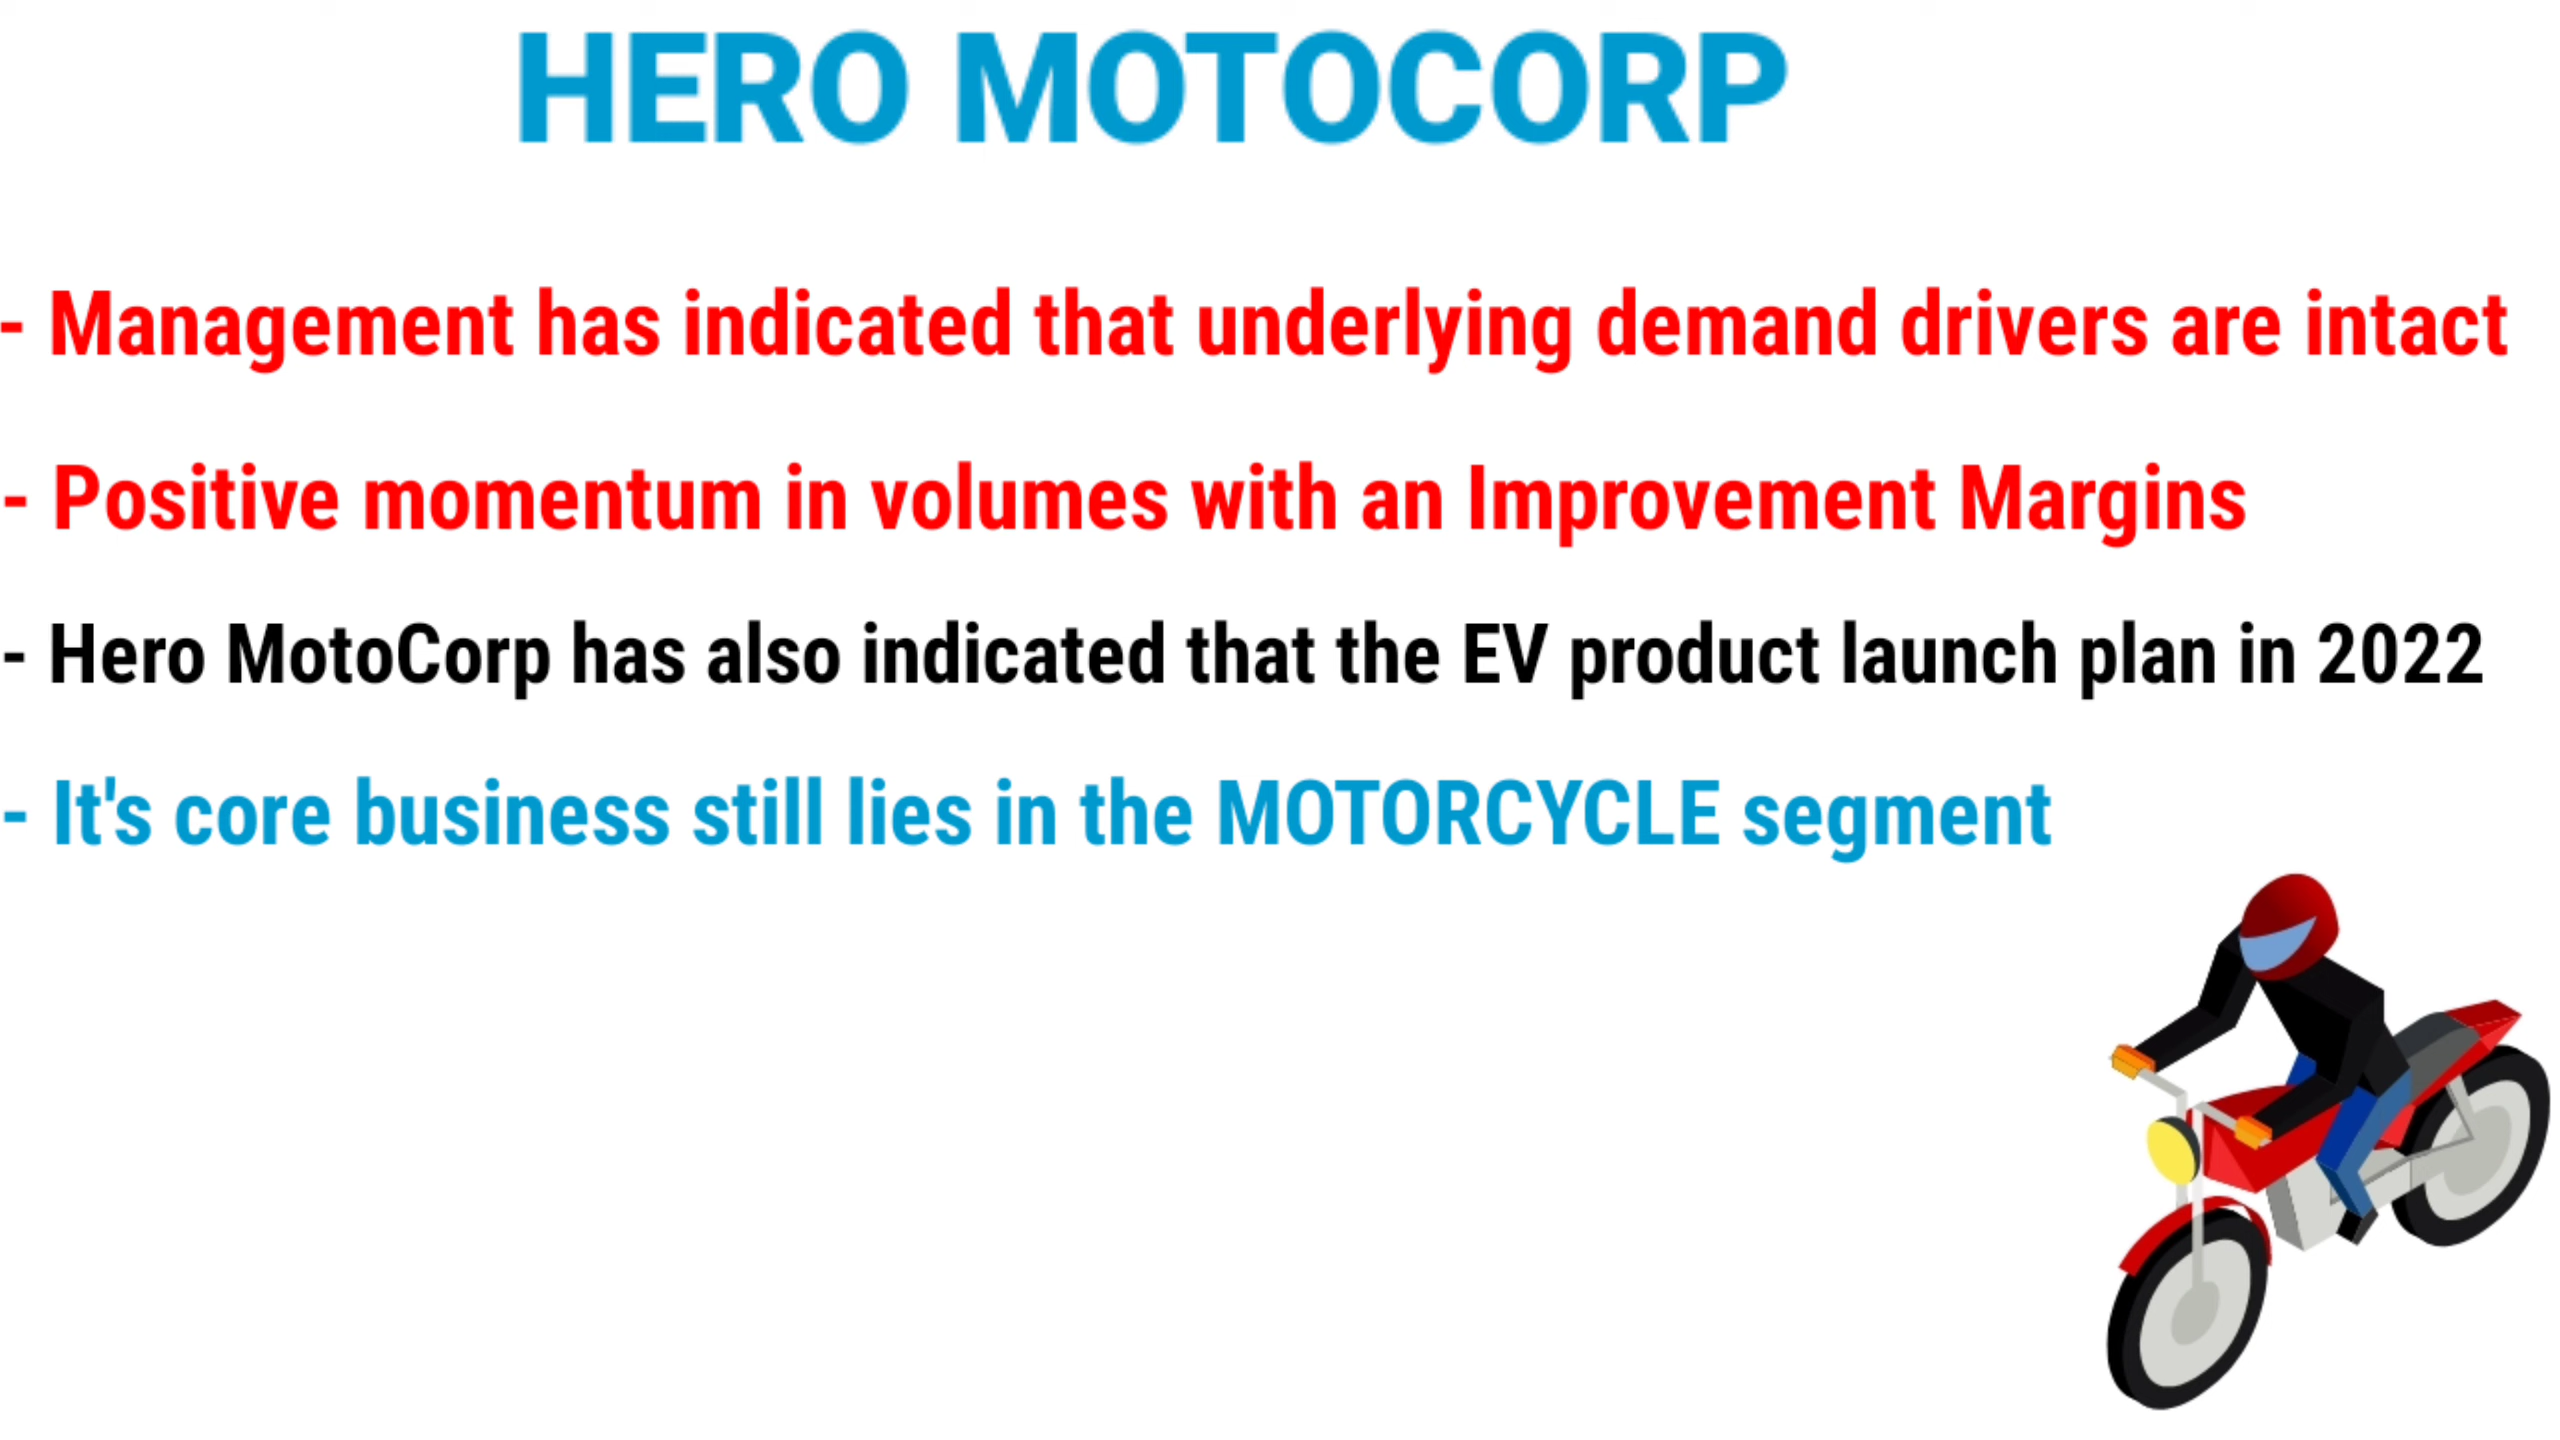 HERO MOTOCORP
- Management has indicated that underlying demand drivers are intact
- Positive momentum in volumes with an Improvement Margins
- Hero MotoCorp has also indicated that the EV product launch plan in 2022
- It's core business still lies in the MOTORCYCLE segment